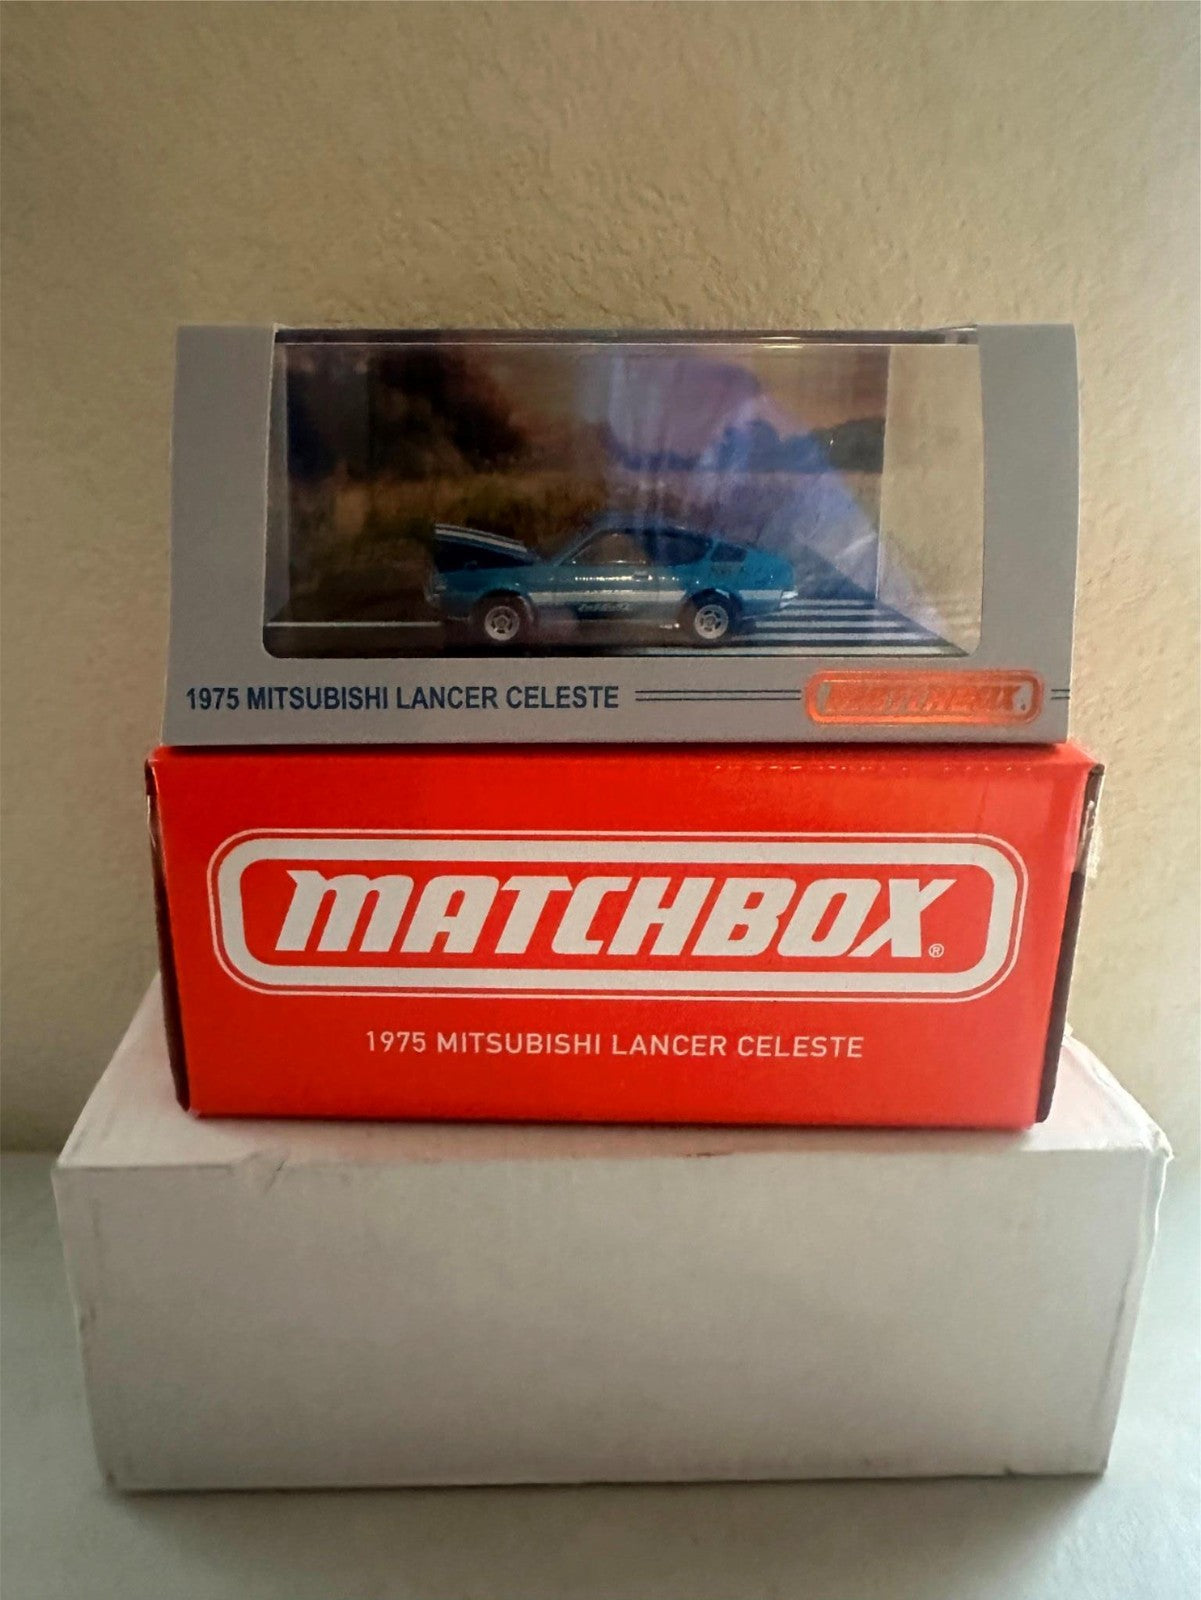 1975 MITSUBISHI LANCER CELESTE
MATCHBOX
MATCHBOX®
1975 MITSUBISHI LANCER CELESTE